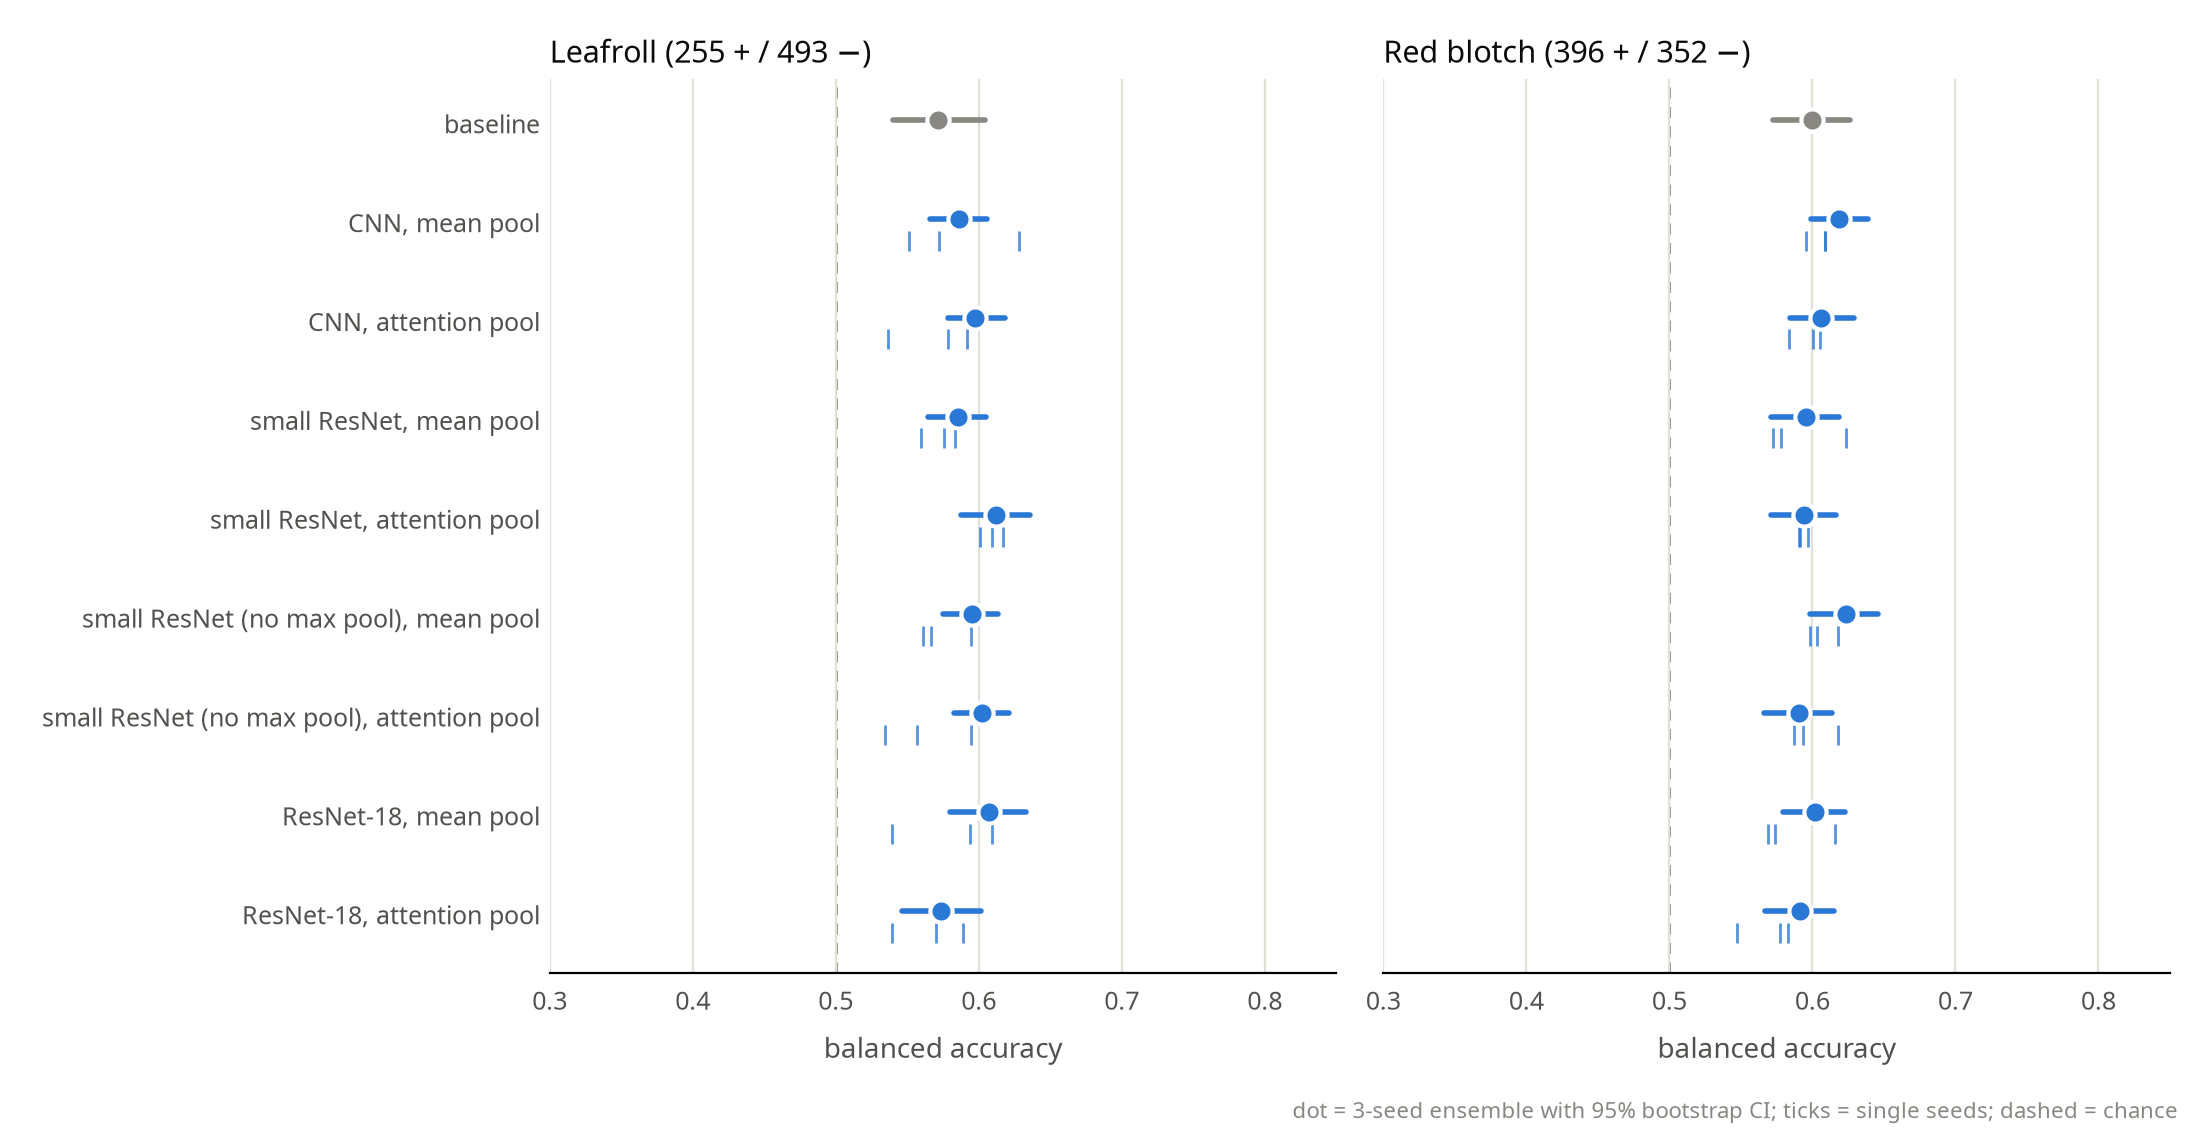 Leafroll (255 + / 493 −)
Red blotch (396 + / 352 −)
baseline
CNN, mean pool
CNN, attention pool
small ResNet, mean pool
small ResNet, attention pool
small ResNet (no max pool), mean pool
small ResNet (no max pool), attention pool
ResNet-18, mean pool
ResNet-18, attention pool
0.3 0.4 0.5 0.6 0.7 0.8
0.3 0.4 0.5 0.6 0.7 0.8
balanced accuracy
balanced accuracy
dot = 3-seed ensemble with 95% bootstrap CI; ticks = single seeds; dashed = chance